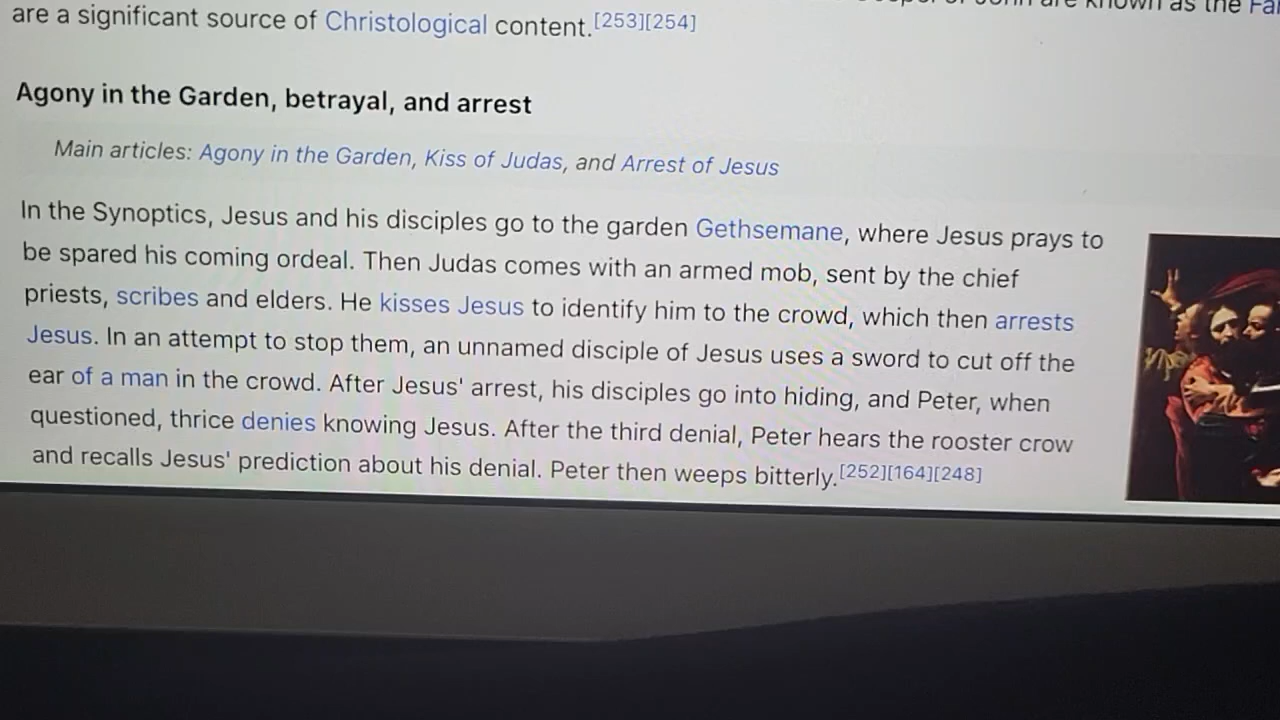 are a significant source of Christological content.[253][254]
Agony in the Garden, betrayal, and arrest
Main articles: Agony in the Garden, Kiss of Judas, and Arrest of Jesus
In the Synoptics, Jesus and his disciples go to the garden Gethsemane, where Jesus prays to
be spared his coming ordeal. Then Judas comes with an armed mob, sent by the chief
priests, scribes and elders. He kisses Jesus to identify him to the crowd, which then arrests
Jesus. In an attempt to stop them, an unnamed disciple of Jesus uses a sword to cut off the
ear of a man in the crowd. After Jesus' arrest, his disciples go into hiding, and Peter, when
questioned, thrice denies knowing Jesus. After the third denial, Peter hears the rooster crow
and recalls Jesus' prediction about his denial. Peter then weeps bitterly.[252][164][248]